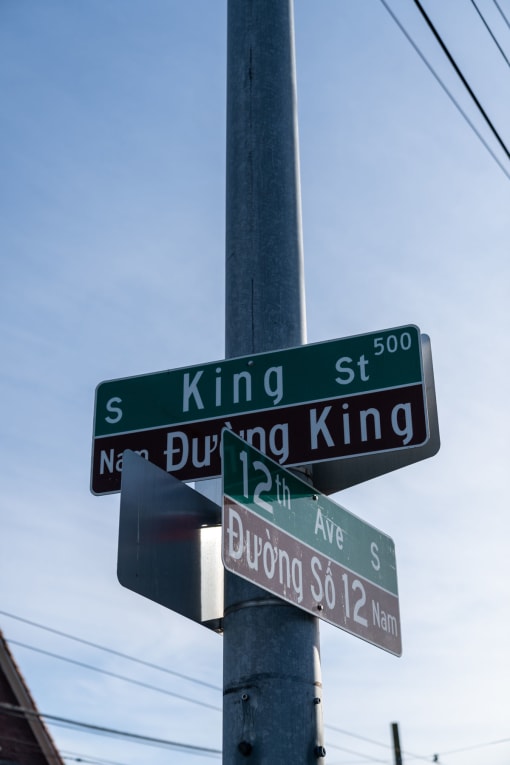 S King St 500
Nam Đường King
12th Ave S
Đường Số 12 Nam